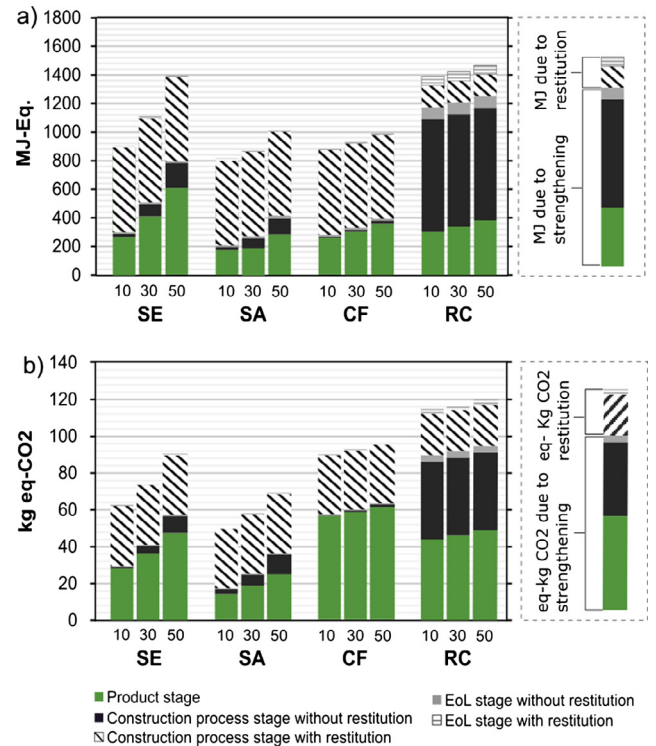 a)
1800
1600
1400
1200
1000
800
600
400
200
0
MJ-Eq.
10 30 50 10 30 50 10 30 50 10 30 50
SE SA CF RC
MJ due to
restitution
MJ due to
strengthening
b)
140
120
100
80
60
40
20
0
kg eq-CO2
10 30 50 10 30 50 10 30 50 10 30 50
SE SA CF RC
eq- Kg CO2
restitution
eq-kg CO2 due to
strengthening
Product stage
Construction process stage without restitution
Construction process stage with restitution
EoL stage without restitution
EoL stage with restitution